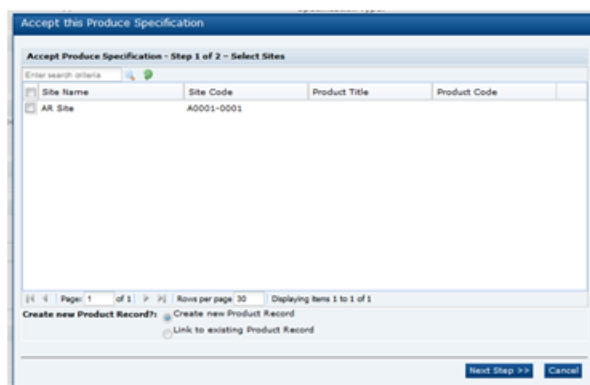 Accept this Produce Specification
Accept Produce Specification - Step 1 of 2 – Select Sites
Enter search criteria
Site Name Site Code Product Title Product Code
AR Site A0001-0001
Page: 1 of 1 Rows per page 30 Displaying items 1 to 1 of 1
Create new Product Record?: Create new Product Record
Link to existing Product Record
Next Step >> Cancel